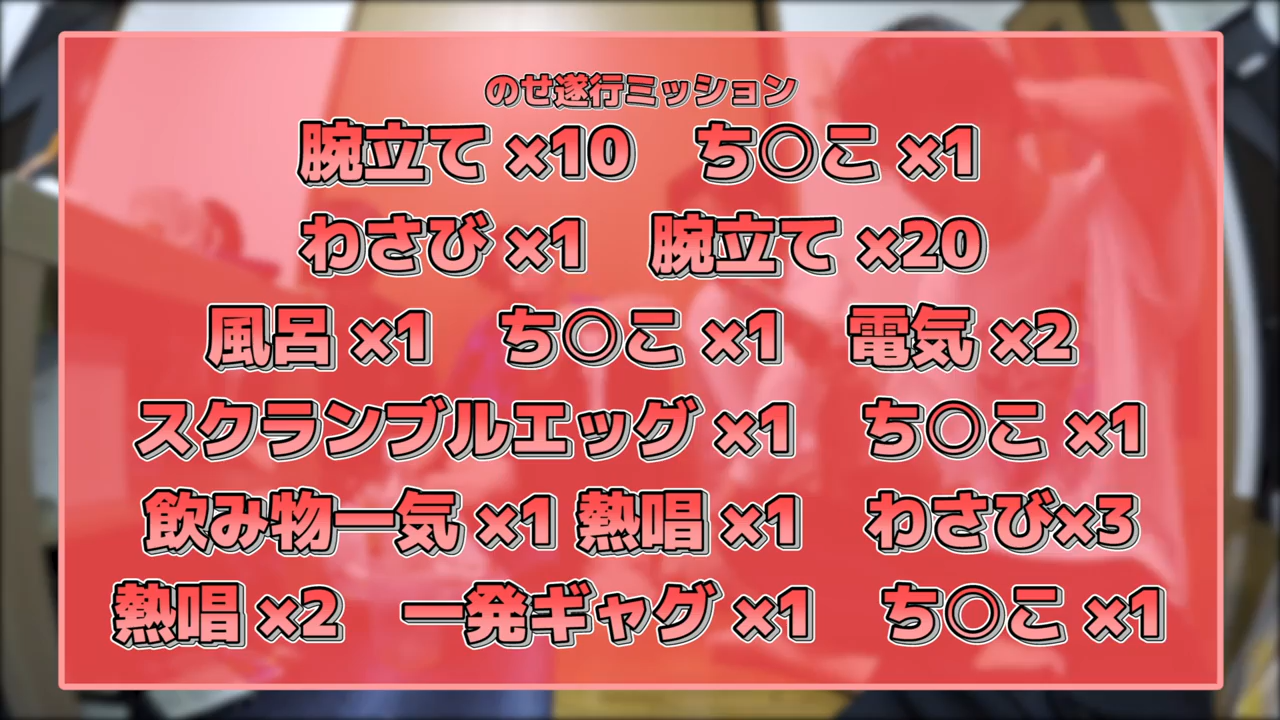 のせ遂行ミッション
腕立て ×10　ち○こ ×1
わさび ×1　腕立て ×20
風呂 ×1　ち○こ ×1　電気 ×2
スクランブルエッグ ×1　ち○こ ×1
飲み物一気 ×1 熱唱 ×1　わさび×3
熱唱 ×2　一発ギャグ ×1　ち○こ ×1